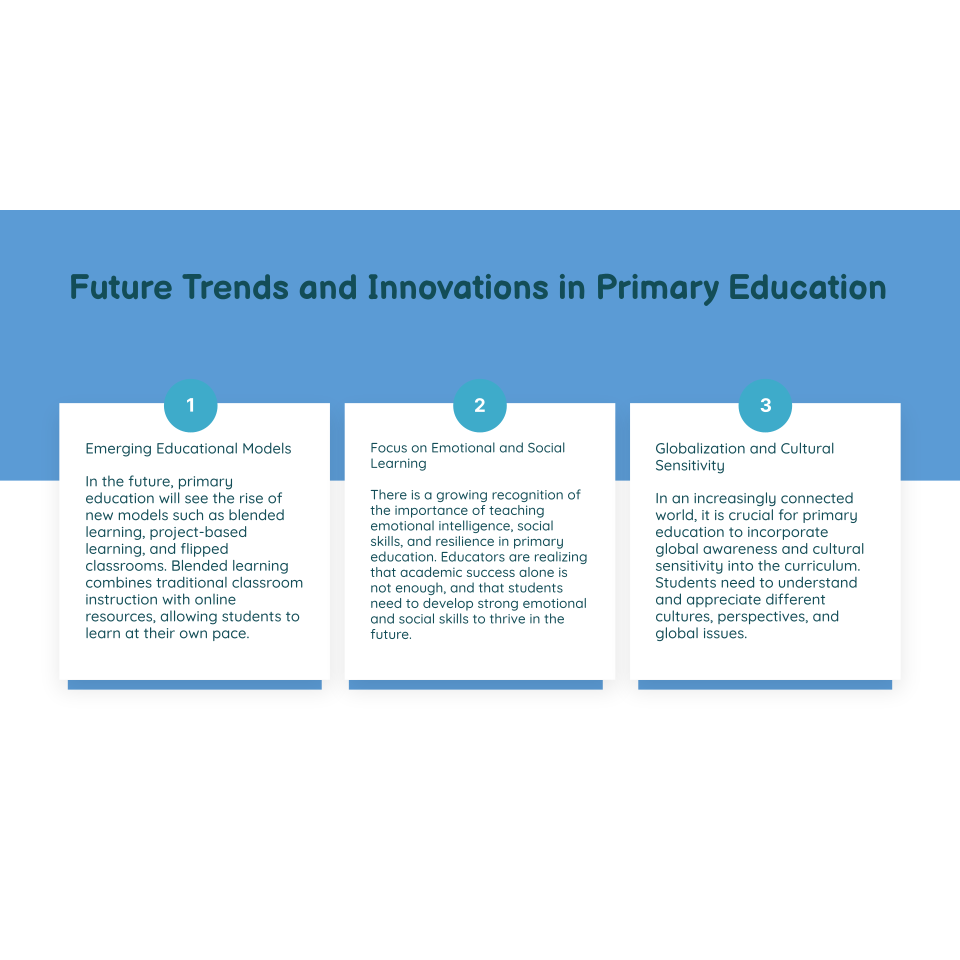 Future Trends and Innovations in Primary Education
1
Emerging Educational Models
In the future, primary
education will see the rise of
new models such as blended
learning, project-based
learning, and flipped
classrooms. Blended learning
combines traditional classroom
instruction with online
resources, allowing students to
learn at their own pace.
2
Focus on Emotional and Social
Learning
There is a growing recognition of
the importance of teaching
emotional intelligence, social
skills, and resilience in primary
education. Educators are realizing
that academic success alone is
not enough, and that students
need to develop strong emotional
and social skills to thrive in the
future.
3
Globalization and Cultural
Sensitivity
In an increasingly connected
world, it is crucial for primary
education to incorporate
global awareness and cultural
sensitivity into the curriculum.
Students need to understand
and appreciate different
cultures, perspectives, and
global issues.